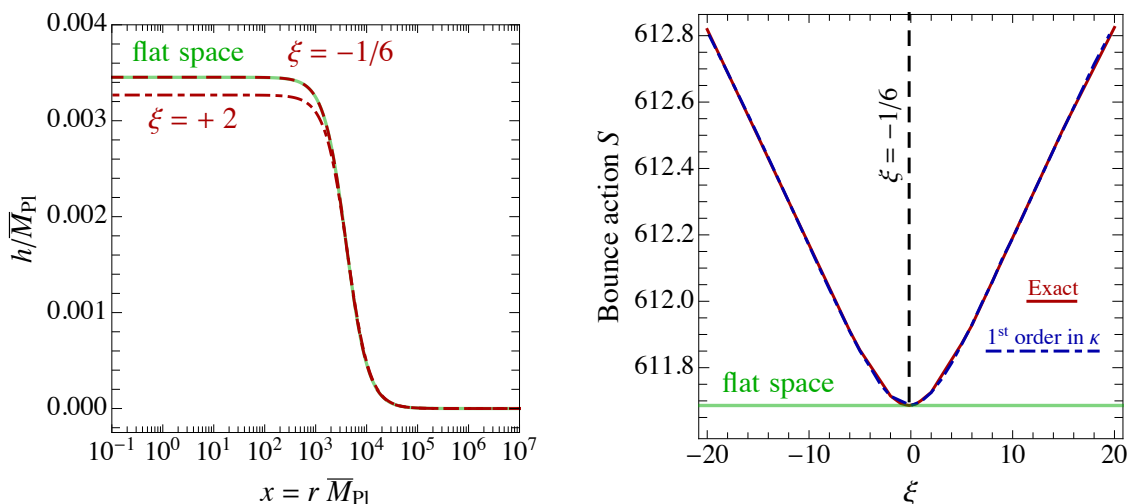 0.004
0.003
0.002
0.001
0.000
h/M̅_Pl
flat space
ξ = −1/6
ξ = + 2
10⁻¹ 10⁰ 10¹ 10² 10³ 10⁴ 10⁵ 10⁶ 10⁷
x = r M̅_Pl
612.8
612.6
612.4
612.2
612.0
611.8
Bounce action S
ξ = −1/6
Exact
1ˢᵗ order in κ
flat space
−20 −10 0 10 20
ξ